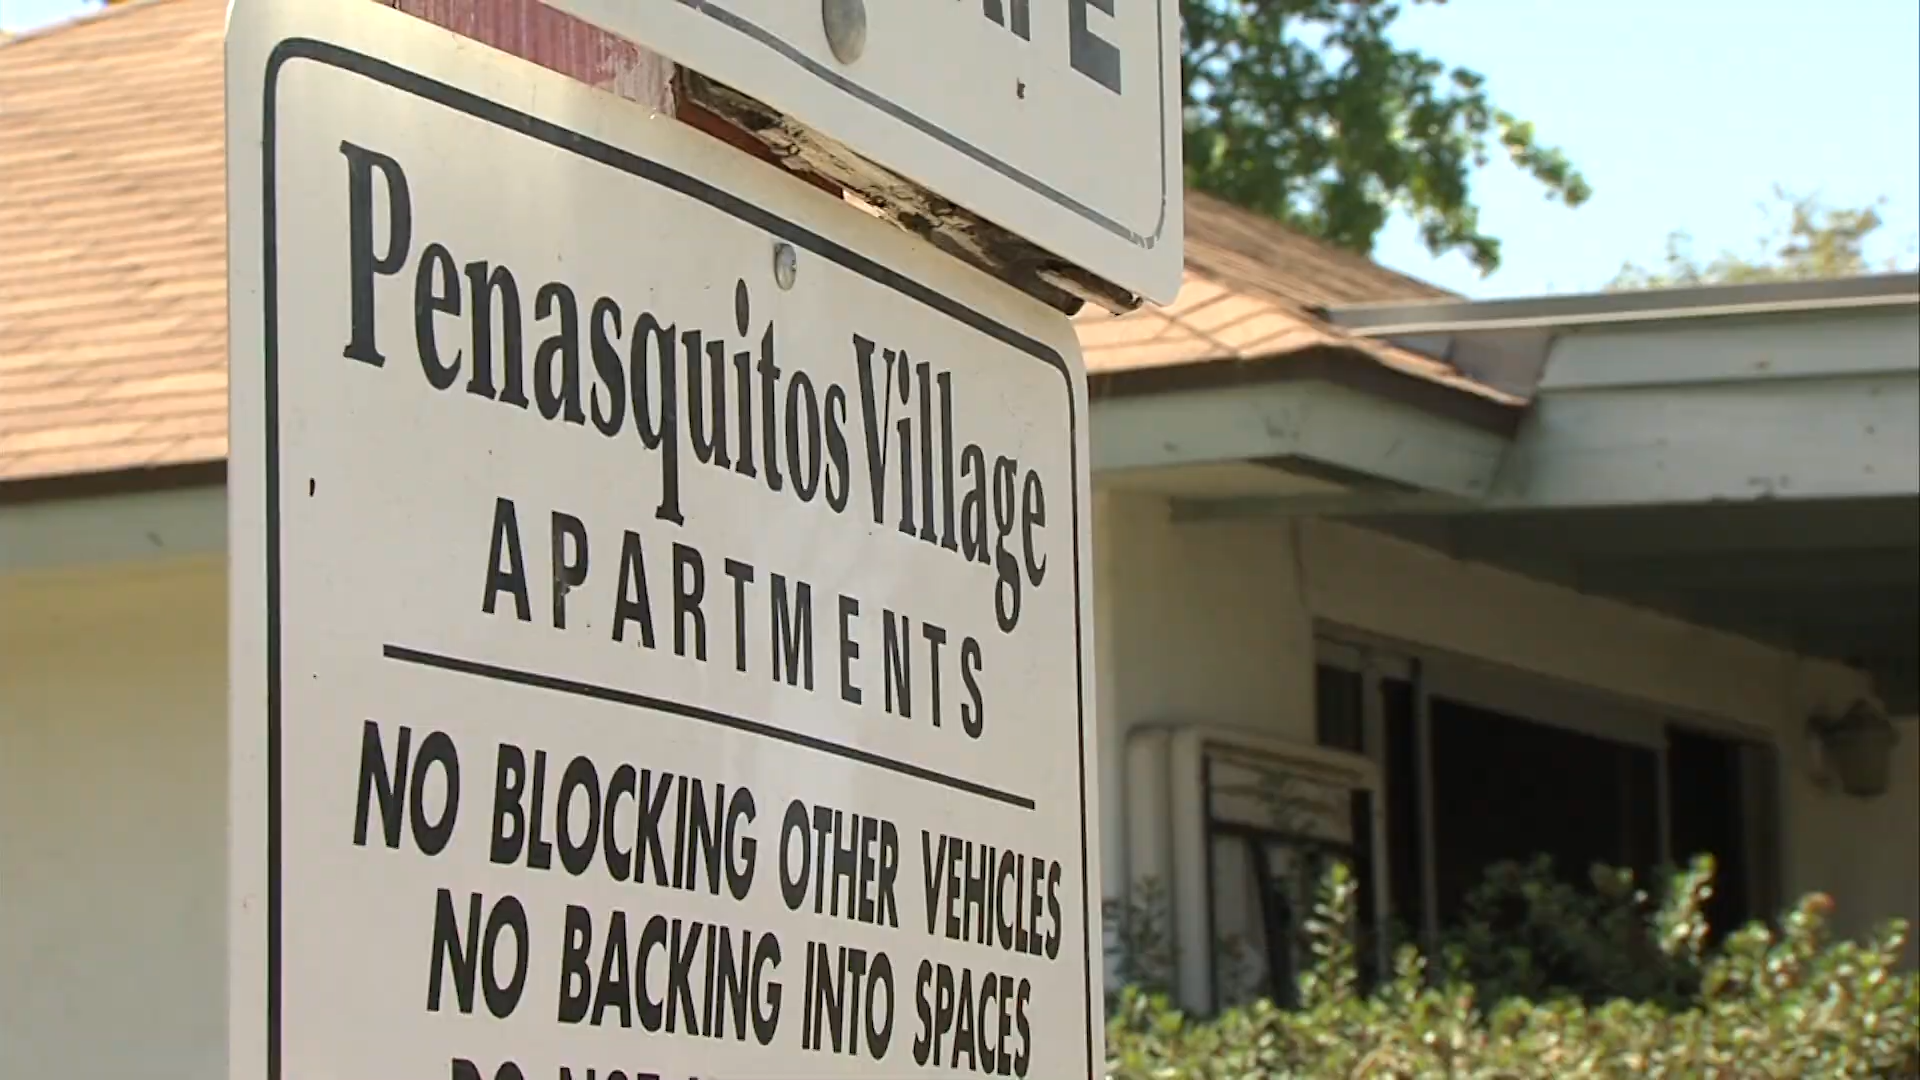 Penasquitos Village
APARTMENTS
NO BLOCKING OTHER VEHICLES
NO BACKING INTO SPACES